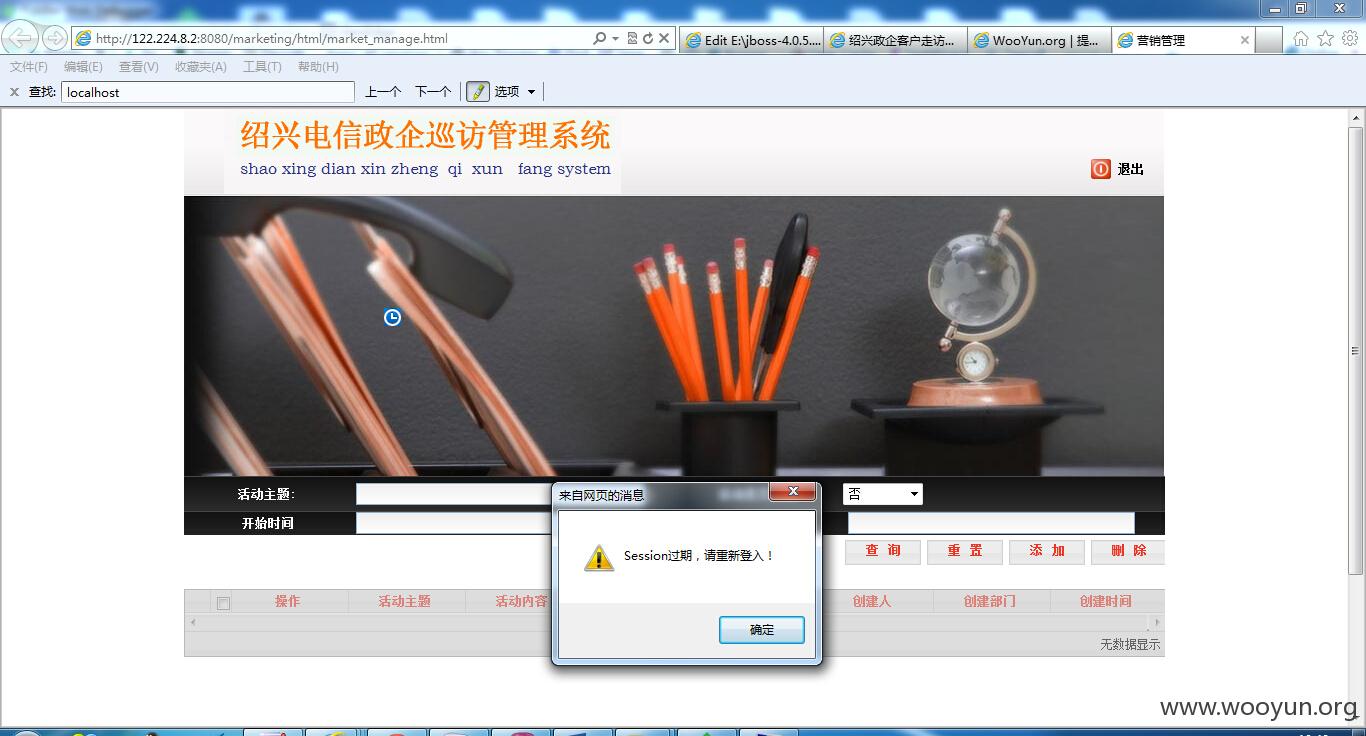 http://122.224.8.2:8080/marketing/html/market_manage.html
Edit E:\jboss-4.0.5....
绍兴政企客户走访...
WooYun.org | 提...
营销管理
文件(F) 编辑(E) 查看(V) 收藏夹(A) 工具(T) 帮助(H)
查找: localhost 上一个 下一个 选项
绍兴电信政企巡访管理系统
shao xing dian xin zheng qi xun fang system
退出
活动主题: 否
开始时间
查 询 重 置 添 加 删 除
操作 活动主题 活动内容 创建人 创建部门 创建时间
无数据显示
来自网页的消息
Session过期，请重新登入！
确定
www.wooyun.org